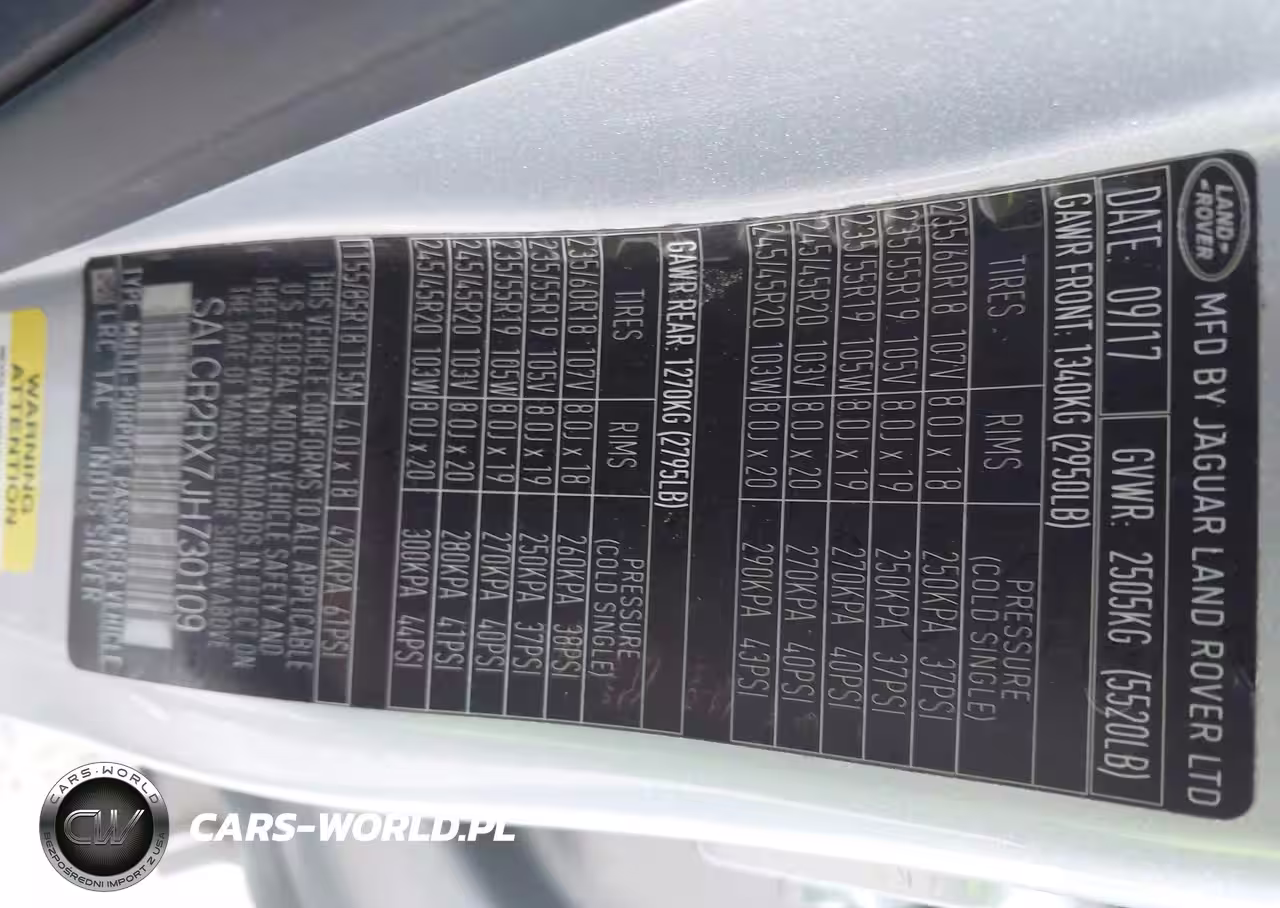 LAND-
-ROVER
MFD BY JAGUAR LAND ROVER LTD
DATE: 09/17 GVWR: 2505KG (5520LB)
GAWR FRONT: 1340KG (2950LB)
TIRES RIMS PRESSURE (COLD SINGLE)
235/60R18 107V 8.0J x 18 250KPA 37PSI
235/55R19 105V 8.0J x 19 250KPA 37PSI
235/55R19 105W 8.0J x 19 270KPA 40PSI
245/45R20 103V 8.0J x 20 270KPA 40PSI
245/45R20 103W 8.0J x 20 290KPA 43PSI
GAWR REAR: 1270KG (2795LB)
TIRES RIMS PRESSURE (COLD SINGLE)
235/60R18 107V 8.0J x 18 260KPA 38PSI
235/55R19 105V 8.0J x 19 250KPA 37PSI
235/55R19 105W 8.0J x 19 270KPA 40PSI
245/45R20 103V 8.0J x 20 280KPA 41PSI
245/45R20 103W 8.0J x 20 300KPA 44PSI
T155/85R18 115M 4.0J x 18 420KPA 61PSI
THIS VEHICLE CONFORMS TO ALL APPLICABLE
U.S. FEDERAL MOTOR VEHICLE SAFETY AND
THEFT PREVENTION STANDARDS IN EFFECT ON
THE DATE OF MANUFACTURE SHOWN ABOVE
SALCR2RX7JH730109
TYPE: MULTI-PURPOSE PASSENGER VEHICLE
LRC 1AL INDUS SILVER
WARNING
ATTENTION
CARS-WORLD
CW
BEZPOŚREDNI IMPORT Z USA
CARS-WORLD.PL